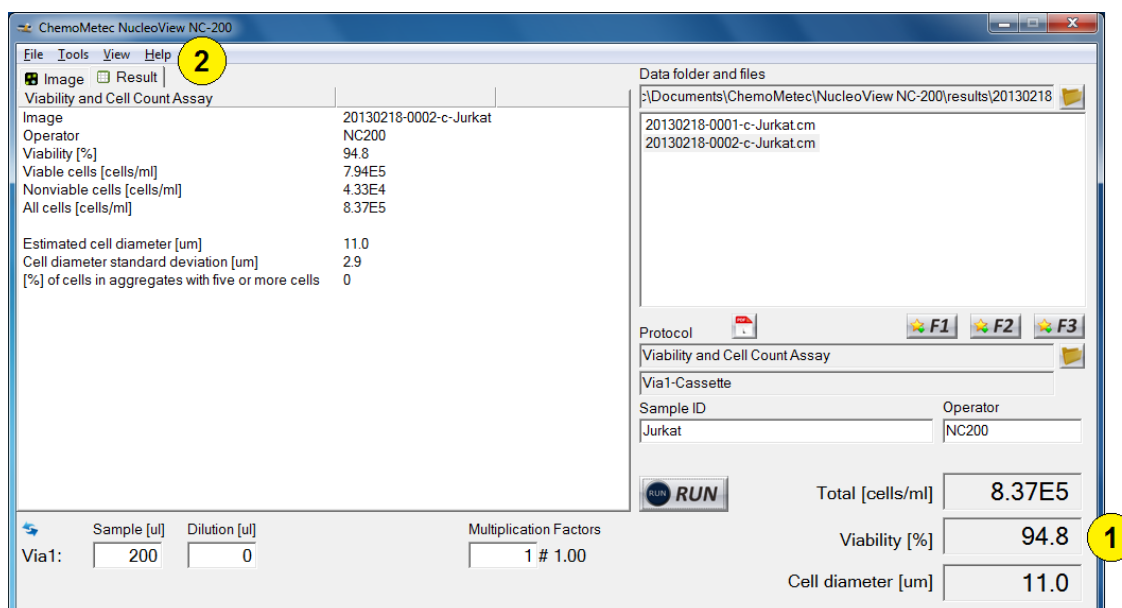 ChemoMetec NucleoView NC-200
File Tools View Help
2
Image Result
Viability and Cell Count Assay
Image 20130218-0002-c-Jurkat
Operator NC200
Viability [%] 94.8
Viable cells [cells/ml] 7.94E5
Nonviable cells [cells/ml] 4.33E4
All cells [cells/ml] 8.37E5
Estimated cell diameter [um] 11.0
Cell diameter standard deviation [um] 2.9
[%] of cells in aggregates with five or more cells 0
Sample [ul] Dilution [ul] Multiplication Factors
Via1: 200 0 1 # 1.00
Data folder and files
:\Documents\ChemoMetec\NucleoView NC-200\results\20130218
20130218-0001-c-Jurkat.cm
20130218-0002-c-Jurkat.cm
Protocol F1 F2 F3
Viability and Cell Count Assay
Via1-Cassette
Sample ID Operator
Jurkat NC200
RUN RUN Total [cells/ml] 8.37E5
Viability [%] 94.8 1
Cell diameter [um] 11.0